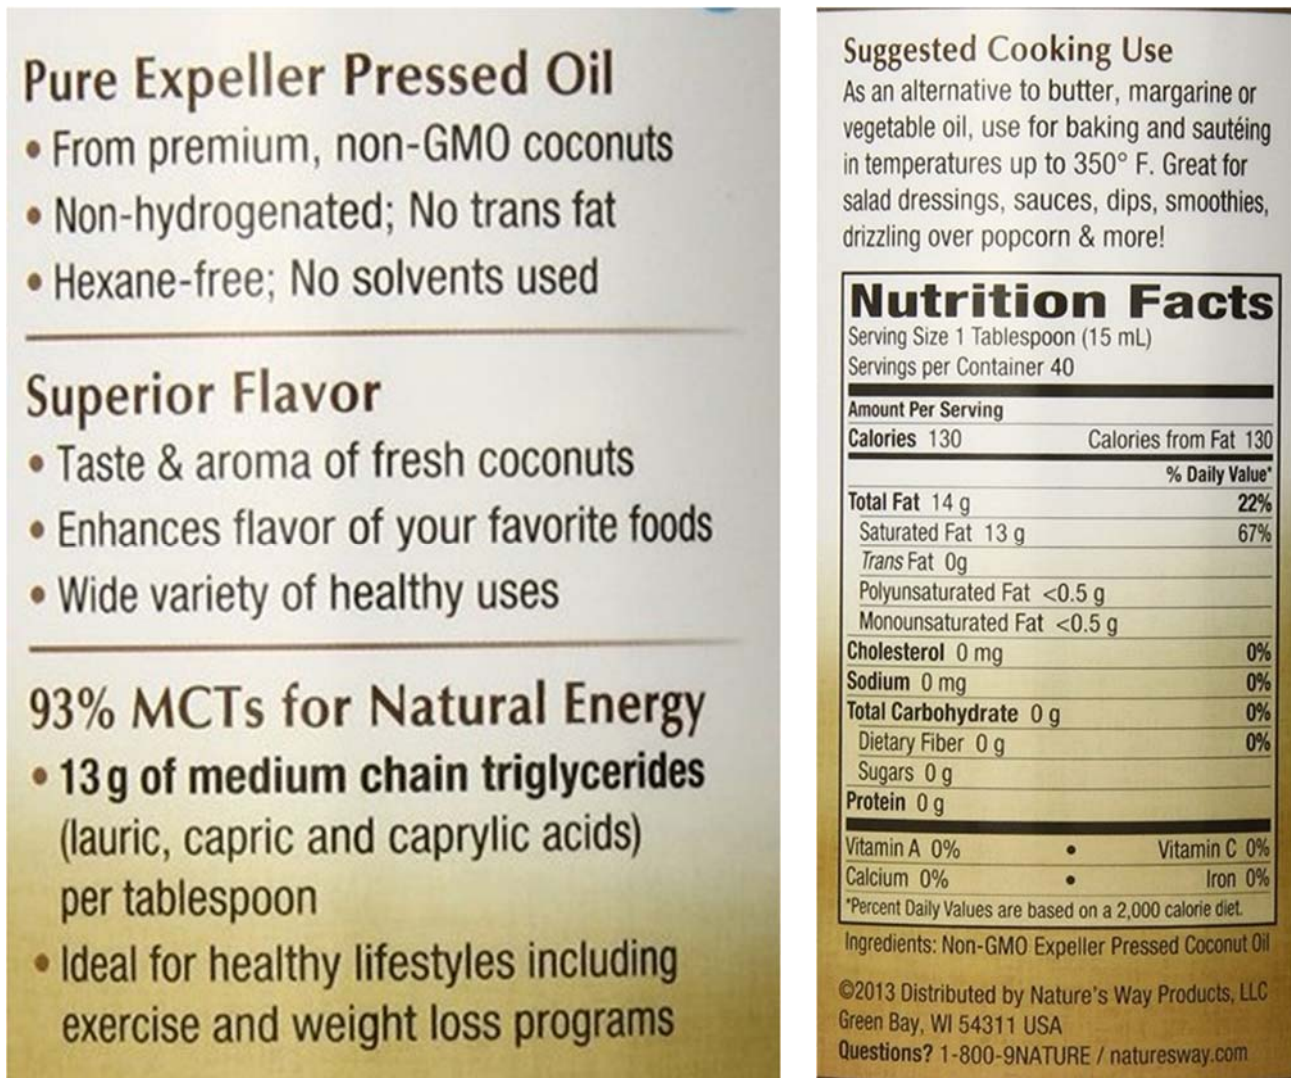 Pure Expeller Pressed Oil
• From premium, non-GMO coconuts
• Non-hydrogenated; No trans fat
• Hexane-free; No solvents used
Superior Flavor
• Taste & aroma of fresh coconuts
• Enhances flavor of your favorite foods
• Wide variety of healthy uses
93% MCTs for Natural Energy
• 13 g of medium chain triglycerides
(lauric, capric and caprylic acids)
per tablespoon
• Ideal for healthy lifestyles including
exercise and weight loss programs
Suggested Cooking Use
As an alternative to butter, margarine or
vegetable oil, use for baking and sautéing
in temperatures up to 350° F. Great for
salad dressings, sauces, dips, smoothies,
drizzling over popcorn & more!
Nutrition Facts
Serving Size 1 Tablespoon (15 mL)
Servings per Container 40
Amount Per Serving
Calories 130 Calories from Fat 130
% Daily Value*
Total Fat 14 g 22%
Saturated Fat 13 g 67%
Trans Fat 0g
Polyunsaturated Fat <0.5 g
Monounsaturated Fat <0.5 g
Cholesterol 0 mg 0%
Sodium 0 mg 0%
Total Carbohydrate 0 g 0%
Dietary Fiber 0 g 0%
Sugars 0 g
Protein 0 g
Vitamin A 0% • Vitamin C 0%
Calcium 0% • Iron 0%
*Percent Daily Values are based on a 2,000 calorie diet.
Ingredients: Non-GMO Expeller Pressed Coconut Oil
©2013 Distributed by Nature's Way Products, LLC
Green Bay, WI 54311 USA
Questions? 1-800-9NATURE / naturesway.com